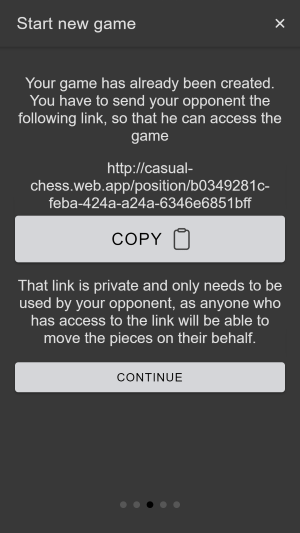 Start new game ×
Your game has already been created.
You have to send your opponent the
following link, so that he can access the
game
http://casual-
chess.web.app/position/b0349281c-
feba-424a-a24a-6346e6851bff
COPY
That link is private and only needs to be
used by your opponent, as anyone who
has access to the link will be able to
move the pieces on their behalf.
CONTINUE